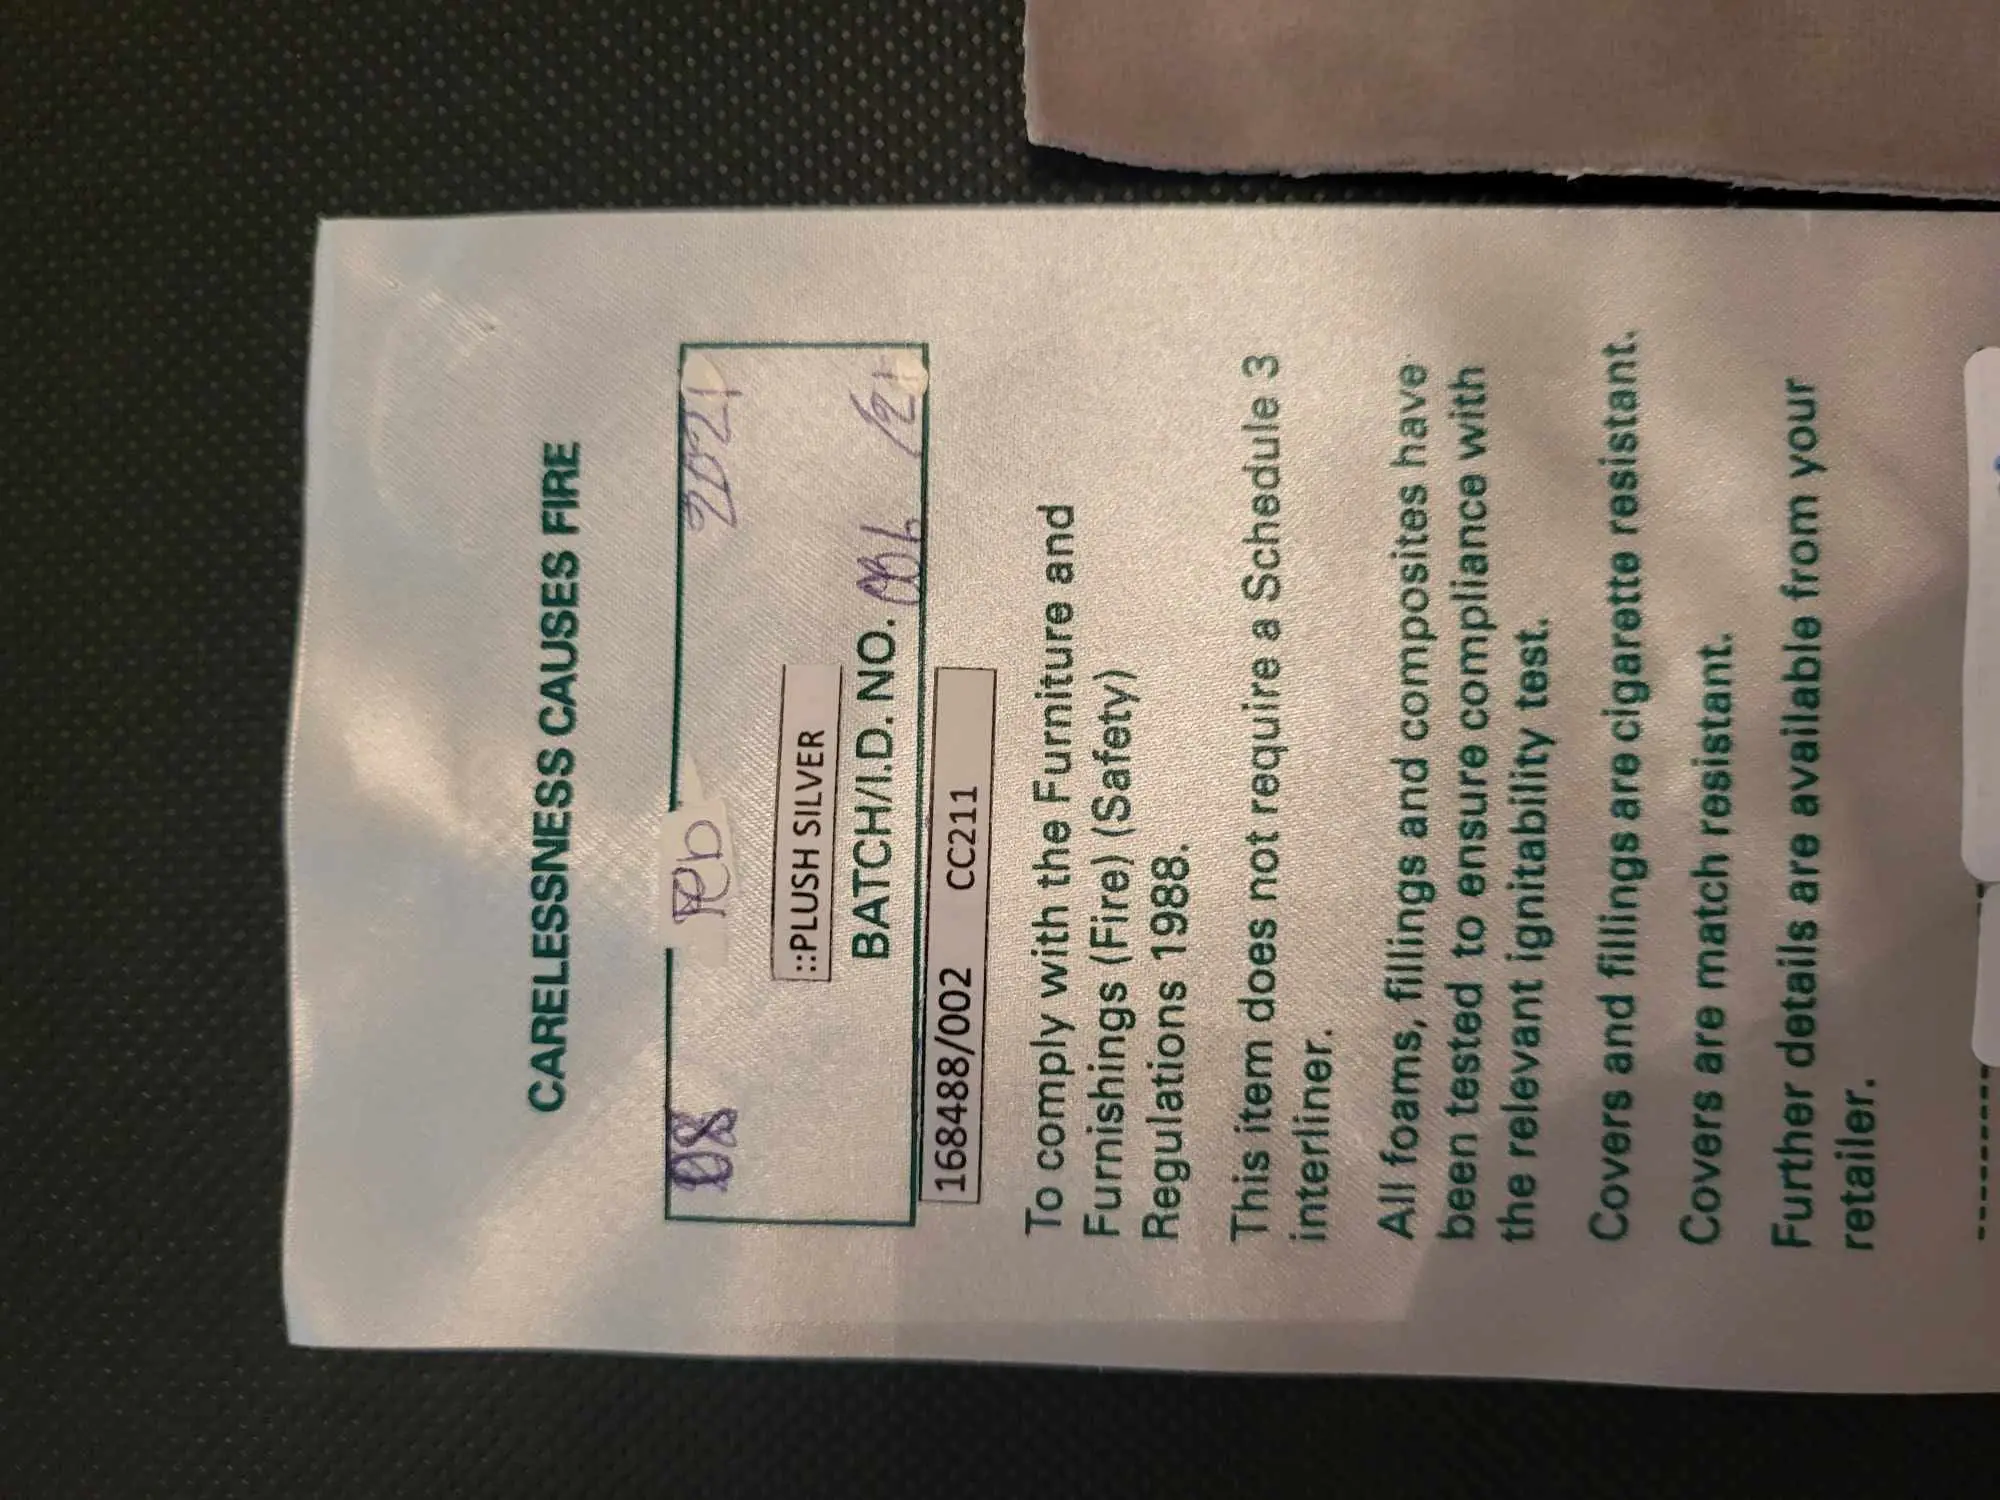 CARELESSNESS CAUSES FIRE
08 Feb 2021
::PLUSH SILVER
BATCH/I.D. NO. 006/21
168488/002 CC211
To comply with the Furniture and
Furnishings (Fire) (Safety)
Regulations 1988.
This item does not require a Schedule 3
interliner.
All foams, fillings and composites have
been tested to ensure compliance with
the relevant ignitability test.
Covers and fillings are cigarette resistant.
Covers are match resistant.
Further details are available from your
retailer.